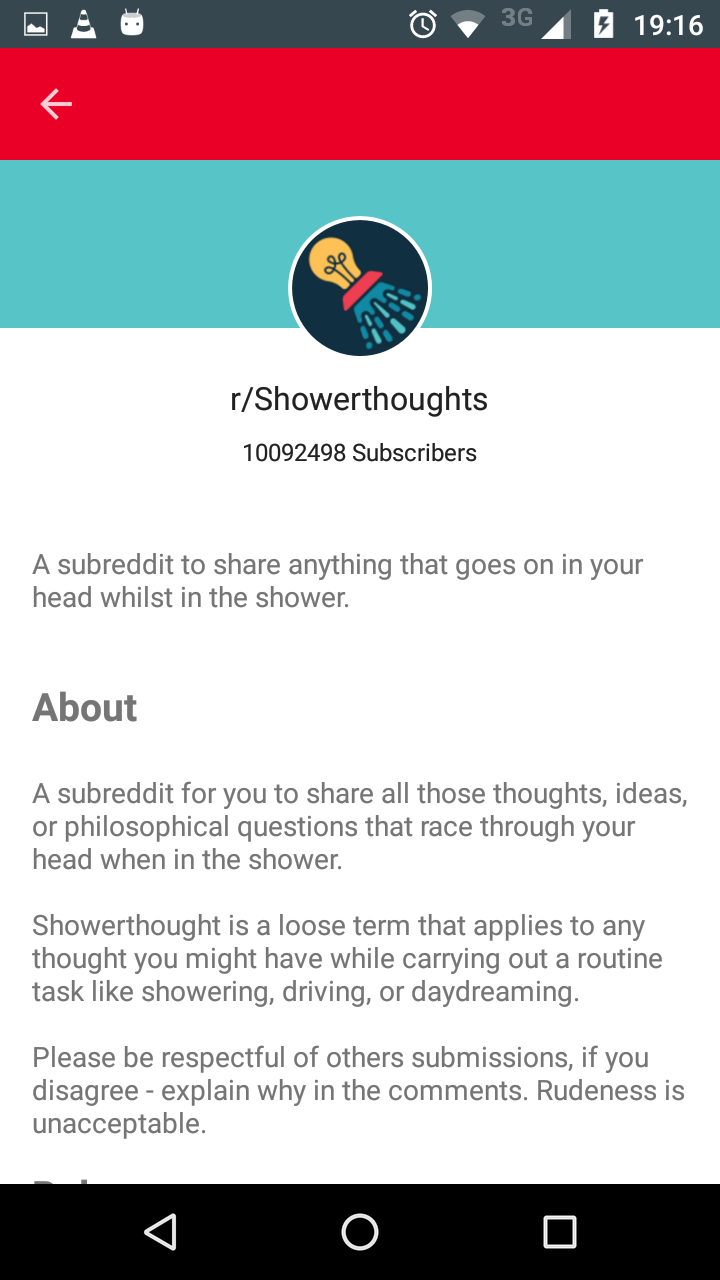 3G 19:16
r/Showerthoughts
10092498 Subscribers
A subreddit to share anything that goes on in your
head whilst in the shower.
About
A subreddit for you to share all those thoughts, ideas,
or philosophical questions that race through your
head when in the shower.
Showerthought is a loose term that applies to any
thought you might have while carrying out a routine
task like showering, driving, or daydreaming.
Please be respectful of others submissions, if you
disagree - explain why in the comments. Rudeness is
unacceptable.